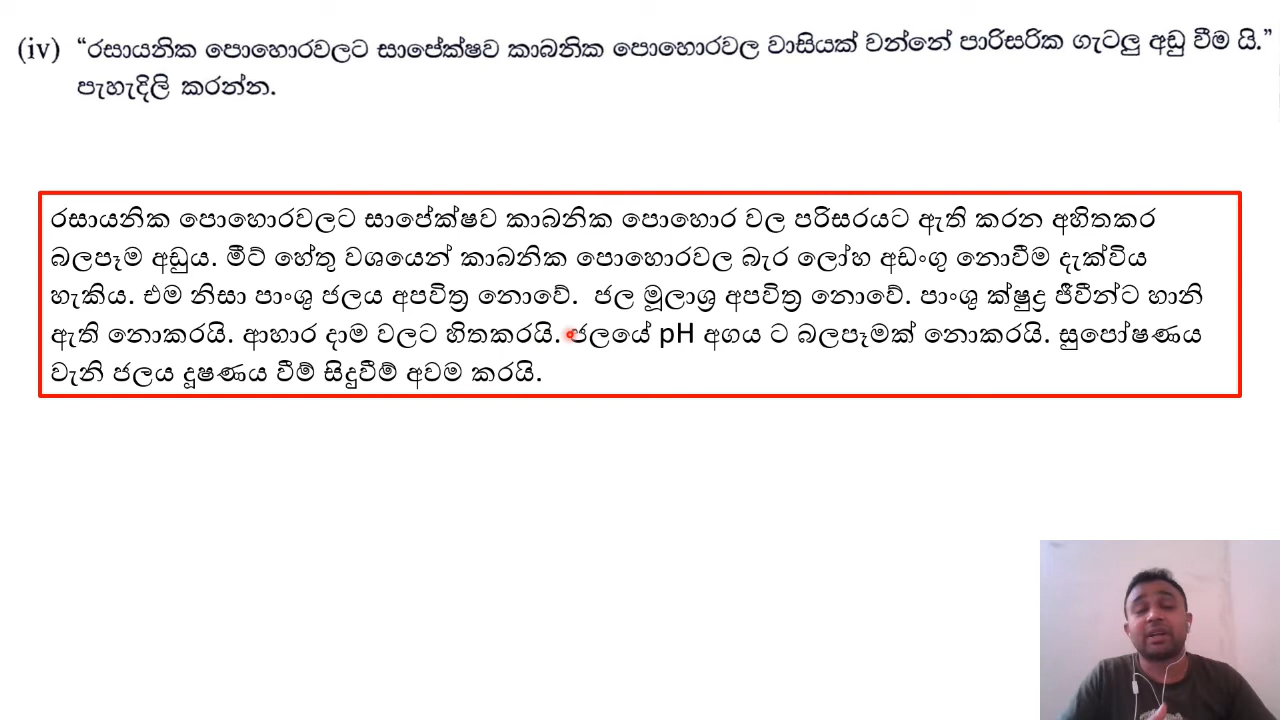 (iv) “රසායනික පොහොරවලට සාපේක්ෂව කාබනික පොහොරවල වාසියක් වන්නේ පාරිසරික ගැටලු අඩු වීම යි.”
පැහැදිලි කරන්න.
රසායනික පොහොරවලට සාපේක්ෂව කාබනික පොහොර වල පරිසරයට ඇති කරන අහිතකර
බලපෑම අඩුය. මීට හේතු වශයෙන් කාබනික පොහොරවල බැර ලෝහ අඩංගු නොවීම දැක්විය
හැකිය. එම නිසා පාංශු ජලය අපවිත්‍ර නොවේ. ජල මූලාශ්‍ර අපවිත්‍ර නොවේ. පාංශු ක්ෂුද්‍ර ජීවීන්ට හානි
ඇති නොකරයි. ආහාර දාම වලට හිතකරයි. ජලයේ pH අගය ට බලපෑමක් නොකරයි. සුපෝෂණය
වැනි ජලය දූෂණය වීම් සිදුවීම් අවම කරයි.